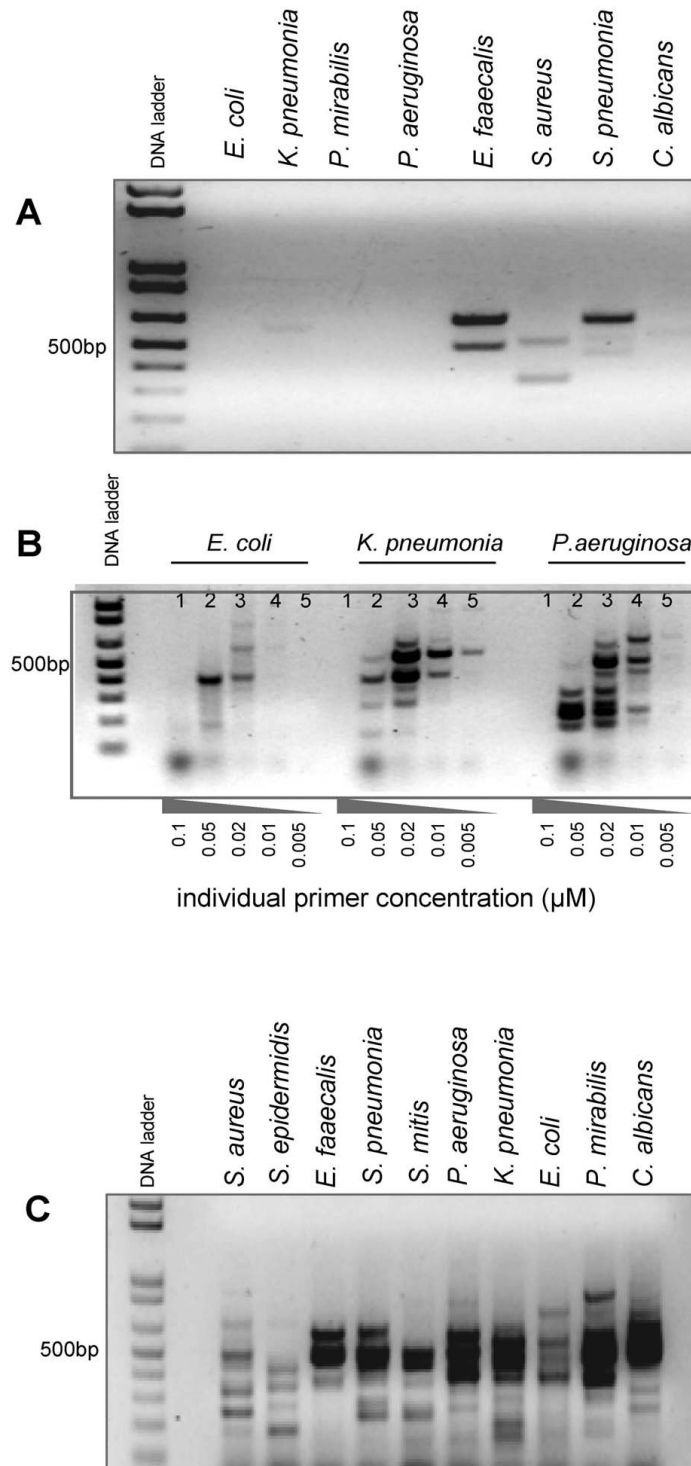 DNA ladder E. coli K. pneumonia P. mirabilis P. aeruginosa E. faaecalis S. aureus S. pneumonia C. albicans
A
500bp
DNA ladder
B
E. coli K. pneumonia P.aeruginosa
1 2 3 4 5 1 2 3 4 5 1 2 3 4 5
500bp
0.1 0.05 0.02 0.01 0.005 0.1 0.05 0.02 0.01 0.005 0.1 0.05 0.02 0.01 0.005
individual primer concentration (µM)
DNA ladder S. aureus S. epidermidis E. faaecalis S. pneumonia S. mitis P. aeruginosa K. pneumonia E. coli P. mirabilis C. albicans
C
500bp